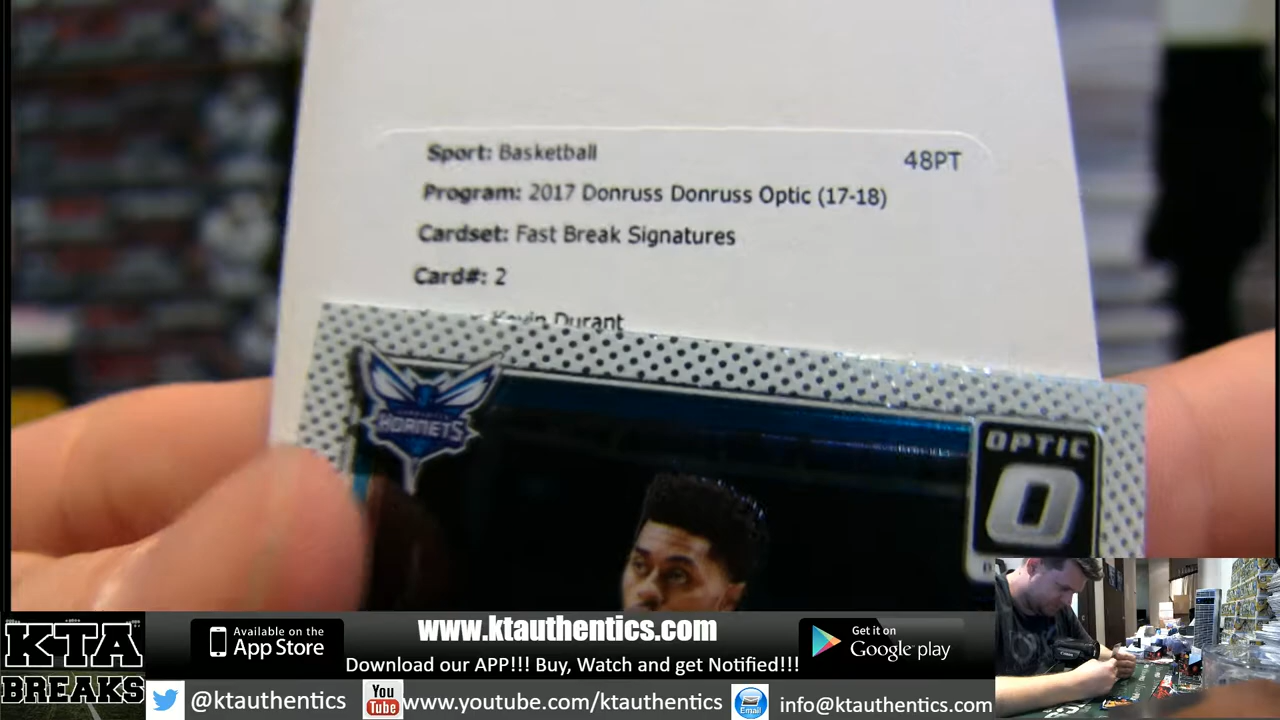 Sport: Basketball
48PT
Program: 2017 Donruss Donruss Optic (17-18)
Cardset: Fast Break Signatures
Card#: 2
Kevin Durant
HORNETS
OPTIC
O
KTA
BREAKS
Available on the
App Store
www.ktauthentics.com
Get it on
Google play
Download our APP!!! Buy, Watch and get Notified!!!
@ktauthentics
You
Tube
www.youtube.com/ktauthentics
Email
info@ktauthentics.com